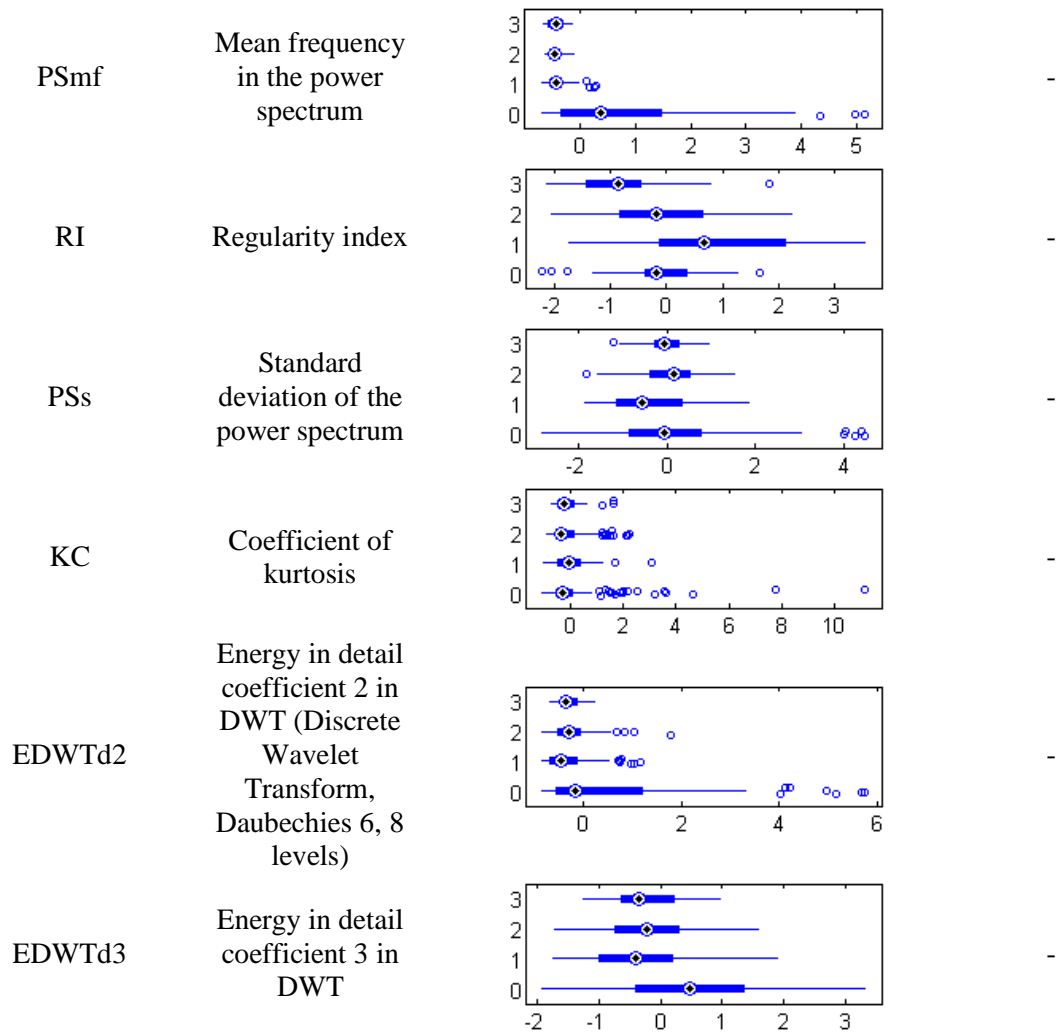 PSmf
Mean frequency
in the power
spectrum
3
2
1
0
0 1 2 3 4 5
-
RI
Regularity index
3
2
1
0
-2 -1 0 1 2 3
-
PSs
Standard
deviation of the
power spectrum
3
2
1
0
-2 0 2 4
-
KC
Coefficient of
kurtosis
3
2
1
0
0 2 4 6 8 10
-
EDWTd2
Energy in detail
coefficient 2 in
DWT (Discrete
Wavelet
Transform,
Daubechies 6, 8
levels)
3
2
1
0
0 2 4 6
-
EDWTd3
Energy in detail
coefficient 3 in
DWT
3
2
1
0
-2 -1 0 1 2 3
-